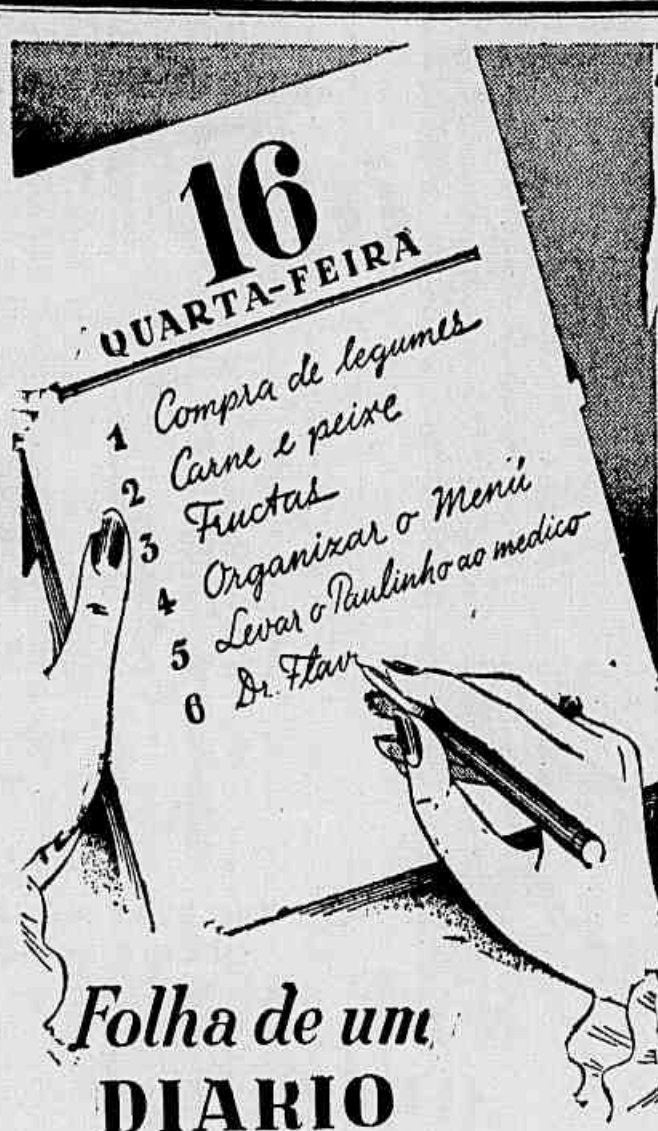 16
QUARTA-FEIRA
1 Compra de legumes
2 Carne e peixe
3 Fructas
4 Organizar o Menú
5 Levar o Paulinho ao medico
6 Dr. Flav
Folha de um
DIARIO